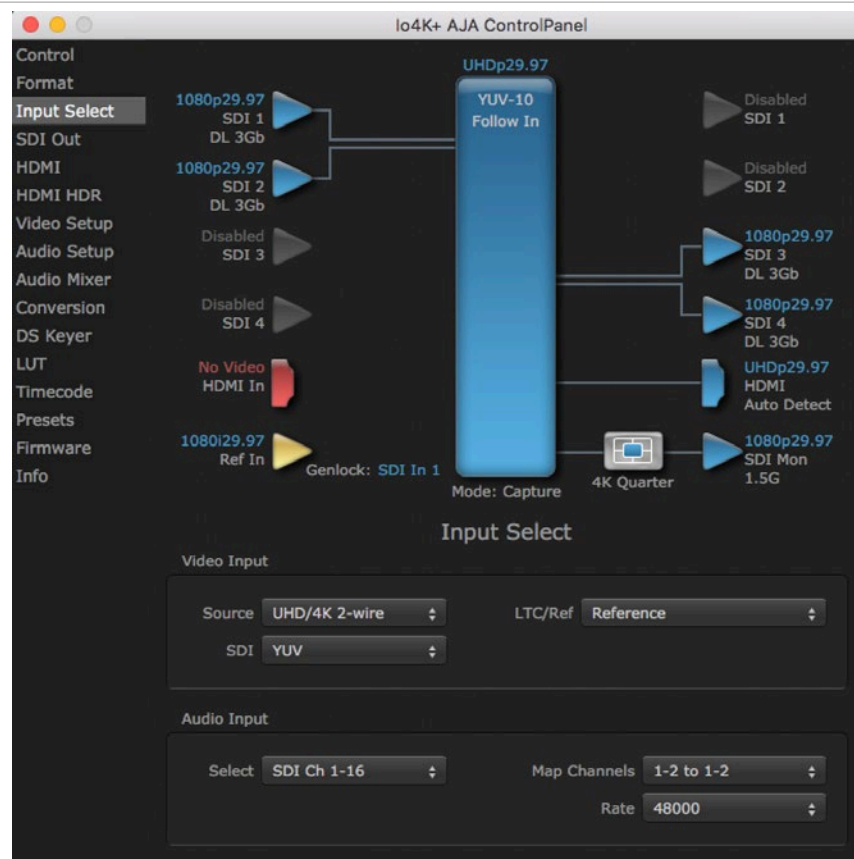 Io4K+ AJA ControlPanel
Control
Format
Input Select
SDI Out
HDMI
HDMI HDR
Video Setup
Audio Setup
Audio Mixer
Conversion
DS Keyer
LUT
Timecode
Presets
Firmware
Info
1080p29.97
SDI 1
DL 3Gb
1080p29.97
SDI 2
DL 3Gb
Disabled
SDI 3
Disabled
SDI 4
No Video
HDMI In
1080i29.97
Ref In
Genlock: SDI In 1
UHDp29.97
YUV-10
Follow In
Mode: Capture
Disabled
SDI 1
Disabled
SDI 2
1080p29.97
SDI 3
DL 3Gb
1080p29.97
SDI 4
DL 3Gb
UHDp29.97
HDMI
Auto Detect
4K Quarter
1080p29.97
SDI Mon
1.5G
Input Select
Video Input
Source UHD/4K 2-wire LTC/Ref Reference
SDI YUV
Audio Input
Select SDI Ch 1-16 Map Channels 1-2 to 1-2
Rate 48000